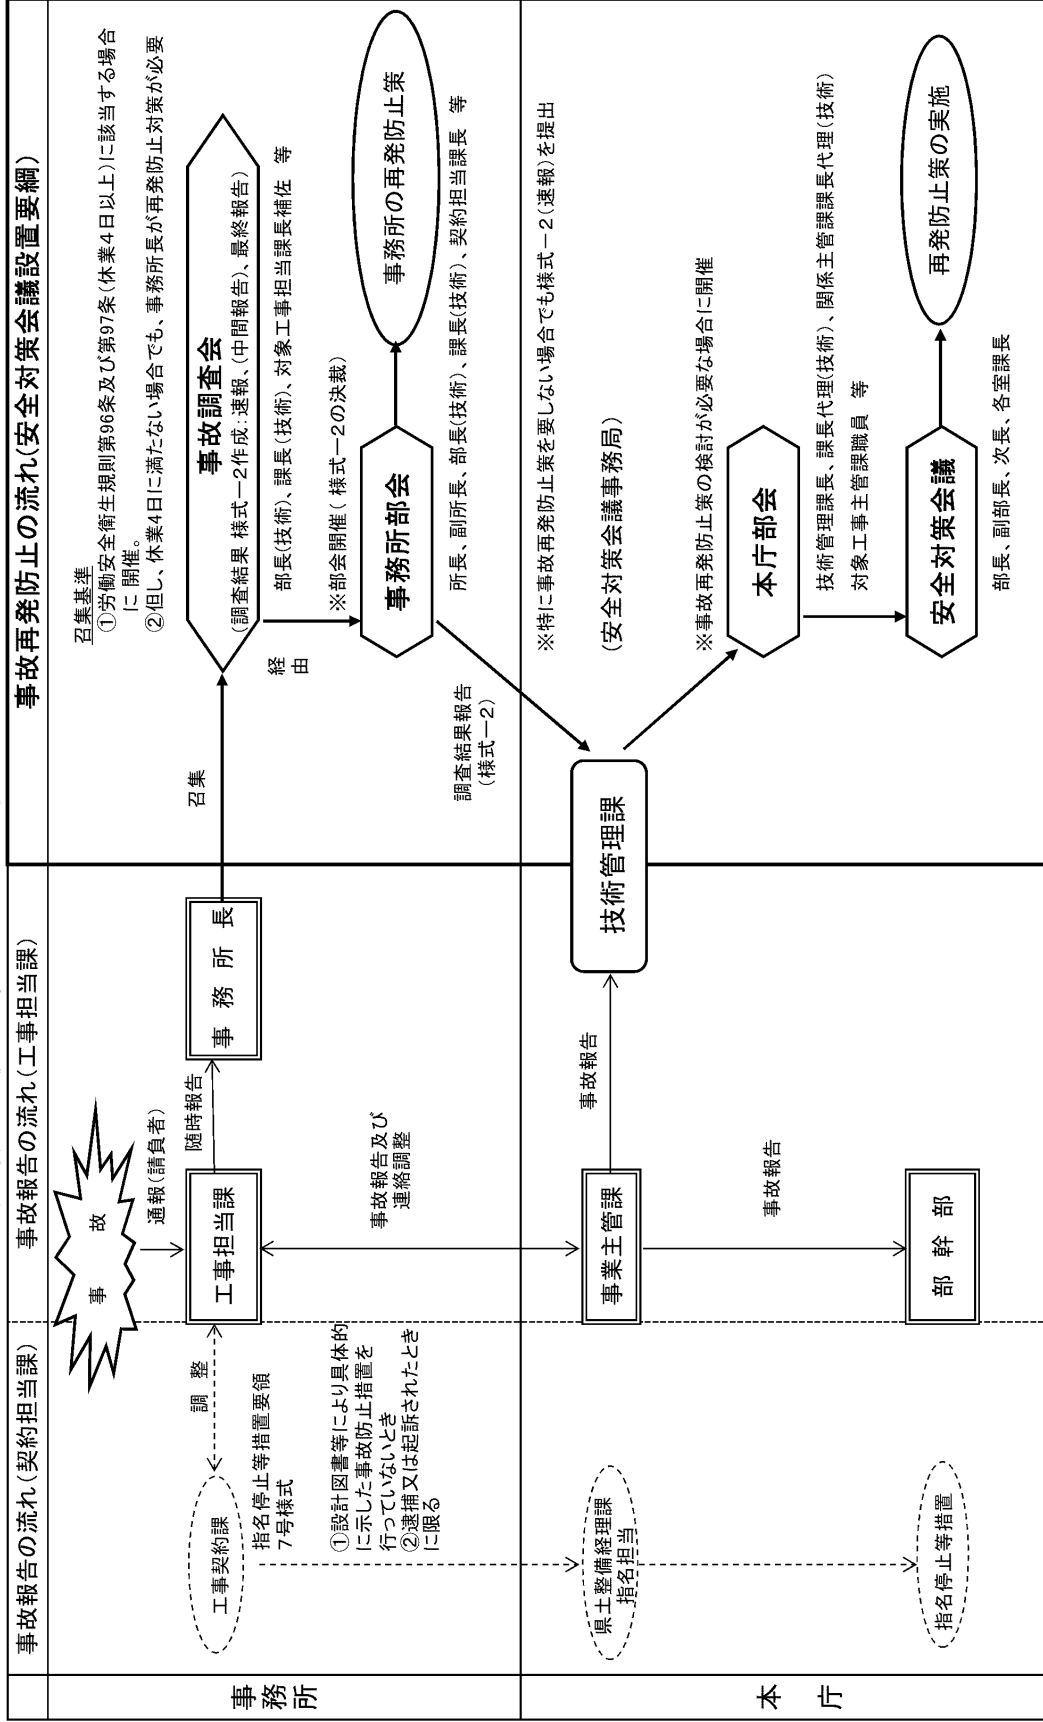 事故報告の流れ（契約担当課）
事故報告の流れ（工事担当課）
事故再発防止の流れ（安全対策会議設置要綱）
事務所
事　故
通報（請負者）
工事担当課
随時報告
事　務　所　長
召集
調　整
工事契約課
指名停止等措置要領
７号様式
①設計図書等により具体的
に示した事故防止措置を
行っていないとき
②逮捕又は起訴されたとき
に限る
事故報告及び
連絡調整
召集基準
①労働安全衛生規則第９６条及び第９７条（休業４日以上）に該当する場合
に 開催。
②但し、休業４日に満たない場合でも、事務所長が再発防止対策が必要
事故調査会
（調査結果 様式－２作成：速報、（中間報告）、最終報告）
部長（技術）、課長（技術）、対象工事担当課長補佐　等
経
由
※部会開催（ 様式－２の決裁）
事務所部会
事務所の再発防止策
所長、副所長、部長（技術）、課長（技術）、契約担当課長　等
調査結果報告
（様式－２）
本　庁
県土整備経理課
指名担当
指名停止等措置
事業主管課
事故報告
技術管理課
事故報告
部　幹　部
※特に事故再発防止策を要しない場合でも様式－２（速報）を提出
（安全対策会議事務局）
※事故再発防止策の検討が必要な場合に開催
本庁部会
技術管理課長、課長代理（技術）、関係主管課課長代理（技術）
対象工事主管課職員　等
安全対策会議
再発防止策の実施
部長、副部長、次長、各室課長